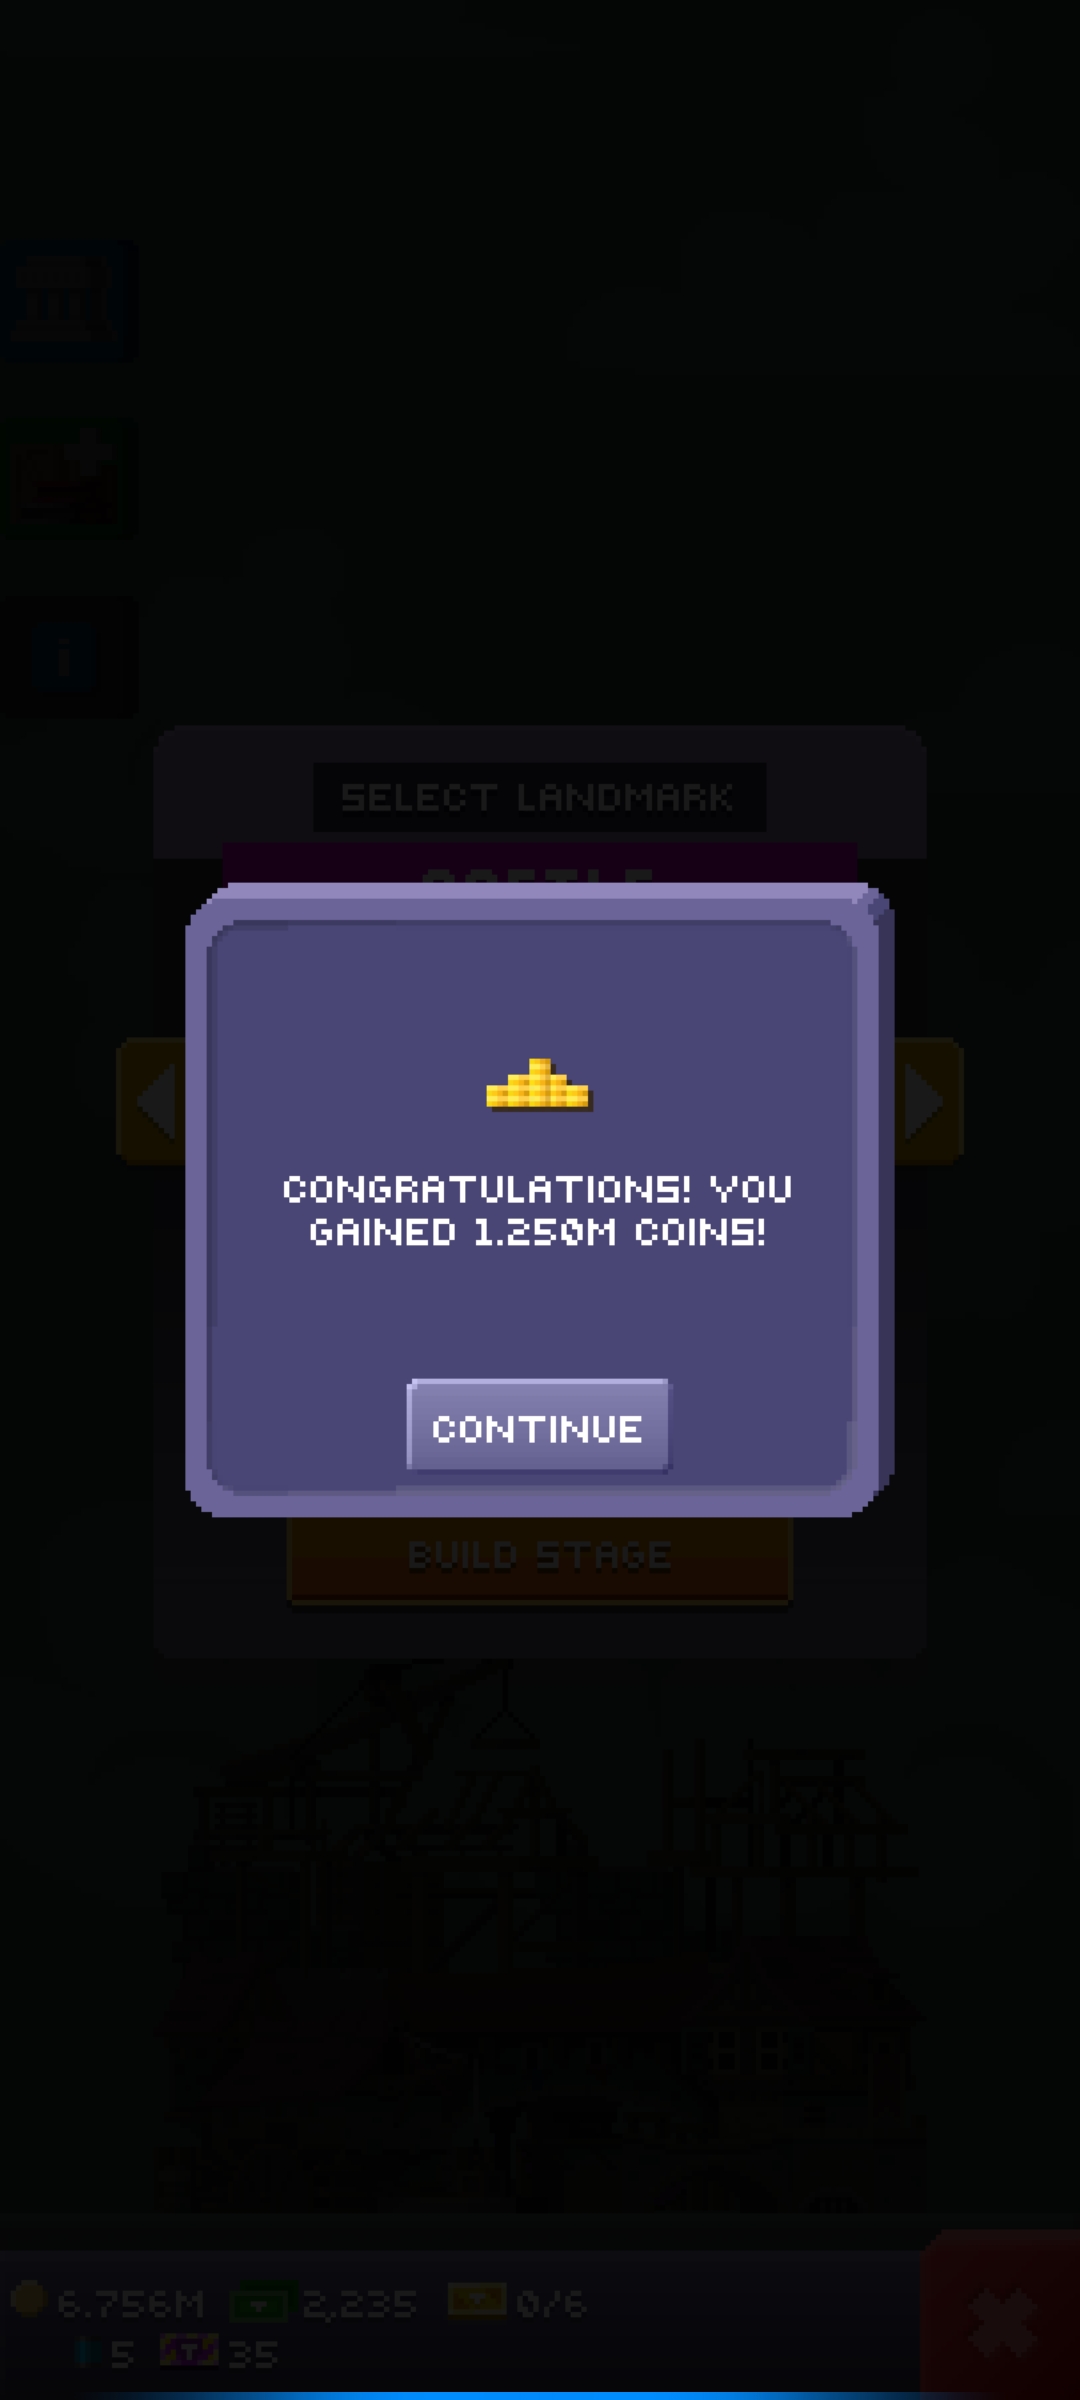 SELECT LANDMARK
CONGRATULATIONS! YOU
GAINED 1.250M COINS!
CONTINUE
BUILD STAGE
6.756M 2,235 0/6
5 35